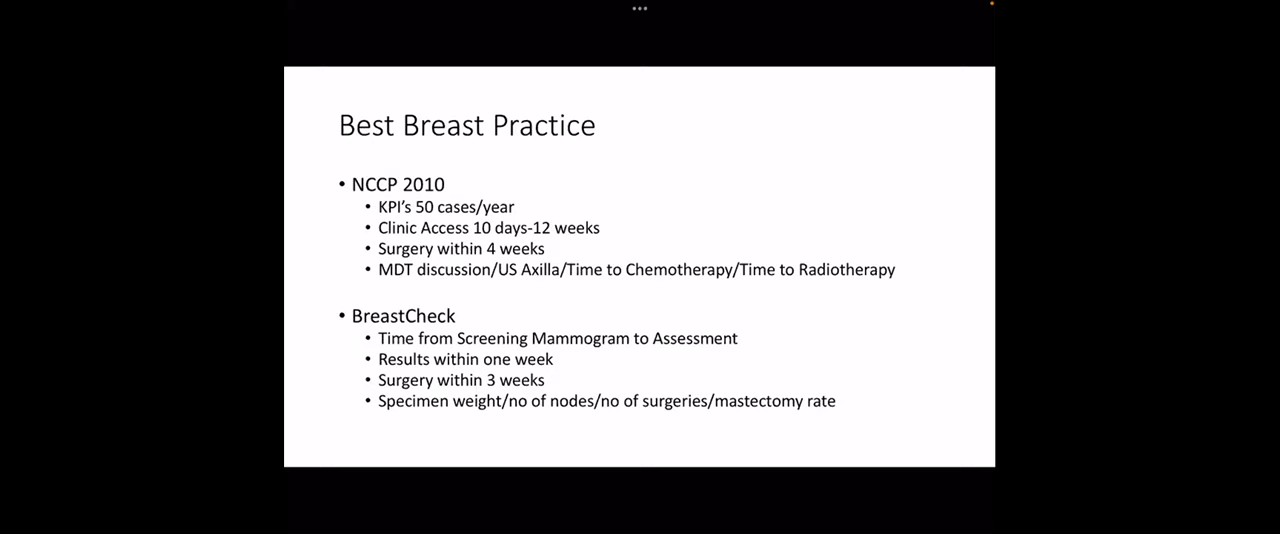 Best Breast Practice
• NCCP 2010
• KPI's 50 cases/year
• Clinic Access 10 days-12 weeks
• Surgery within 4 weeks
• MDT discussion/US Axilla/Time to Chemotherapy/Time to Radiotherapy
• BreastCheck
• Time from Screening Mammogram to Assessment
• Results within one week
• Surgery within 3 weeks
• Specimen weight/no of nodes/no of surgeries/mastectomy rate